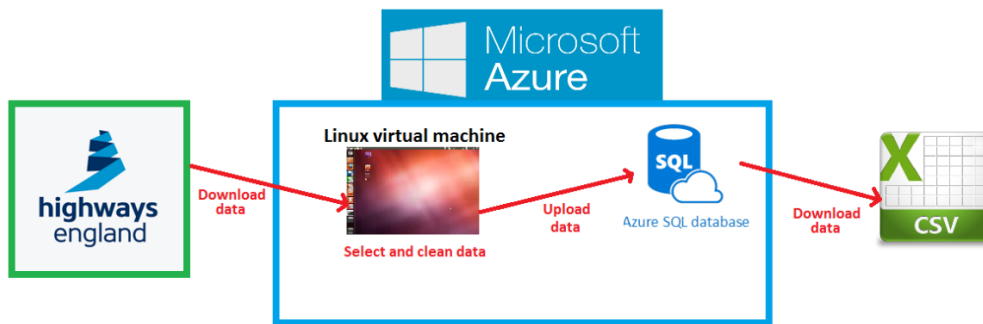 Microsoft
Azure
highways
england
Download
data
Linux virtual machine
Select and clean data
Upload
data
SQL
Azure SQL database
Download
data
X
CSV